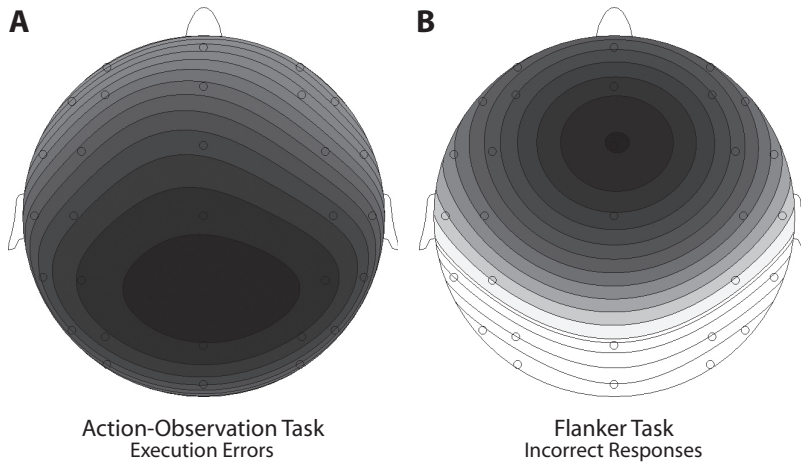 A
B
Action-Observation Task
Execution Errors
Flanker Task
Incorrect Responses